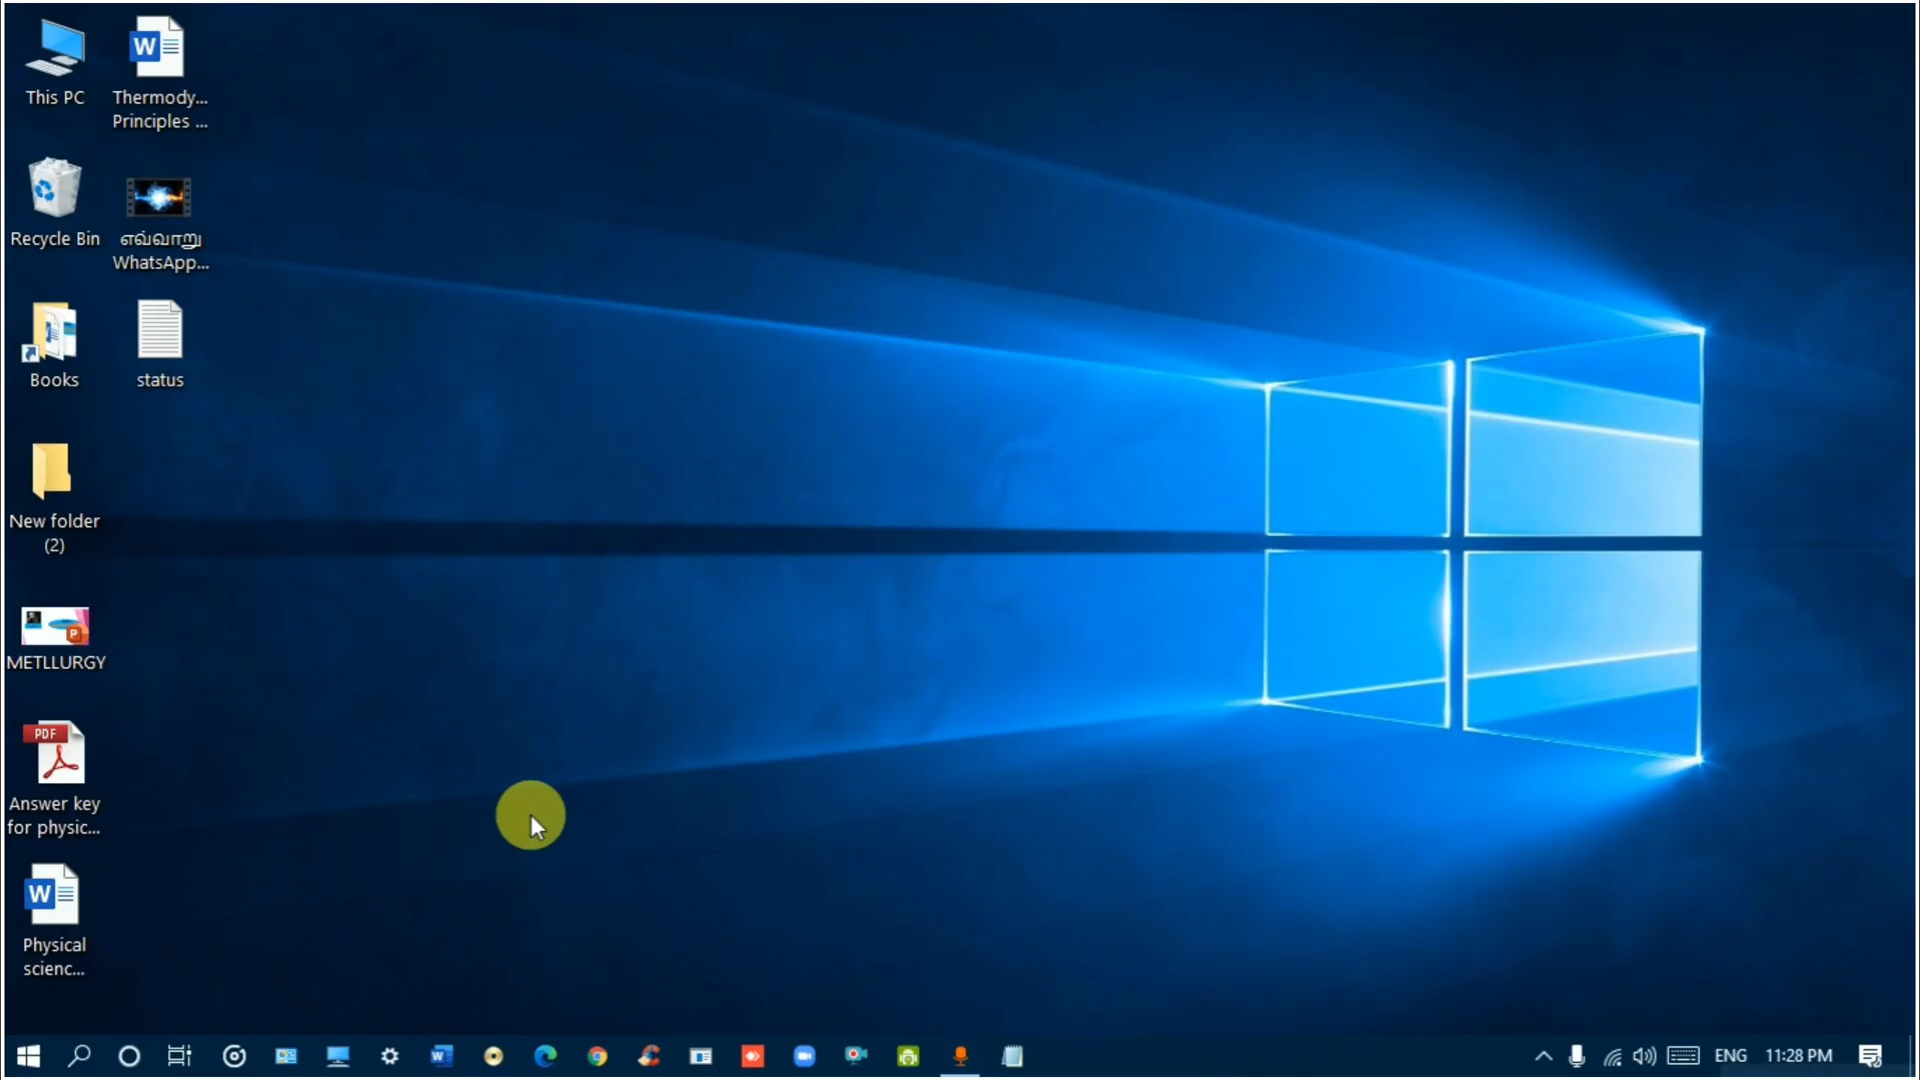 This PC
Thermody...
Principles ...
Recycle Bin
எவ்வாறு
WhatsApp...
Books
status
New folder
(2)
METLLURGY
PDF
Answer key
for physic...
Physical
scienc...
ENG
11:28 PM